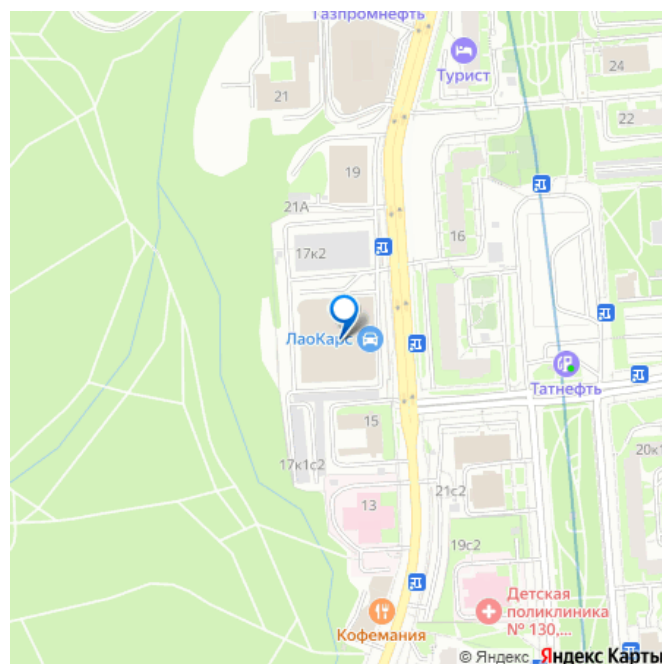 Газпромнефть
Турист
24
21
22
19
21А
16
17к2
ЛаоКарс
Татнефть
15
20к1
17к1с2
21с2
13
19с2
Детская
поликлиника
№ 130,...
Кофемания
© Яндекс Яндекс Карты